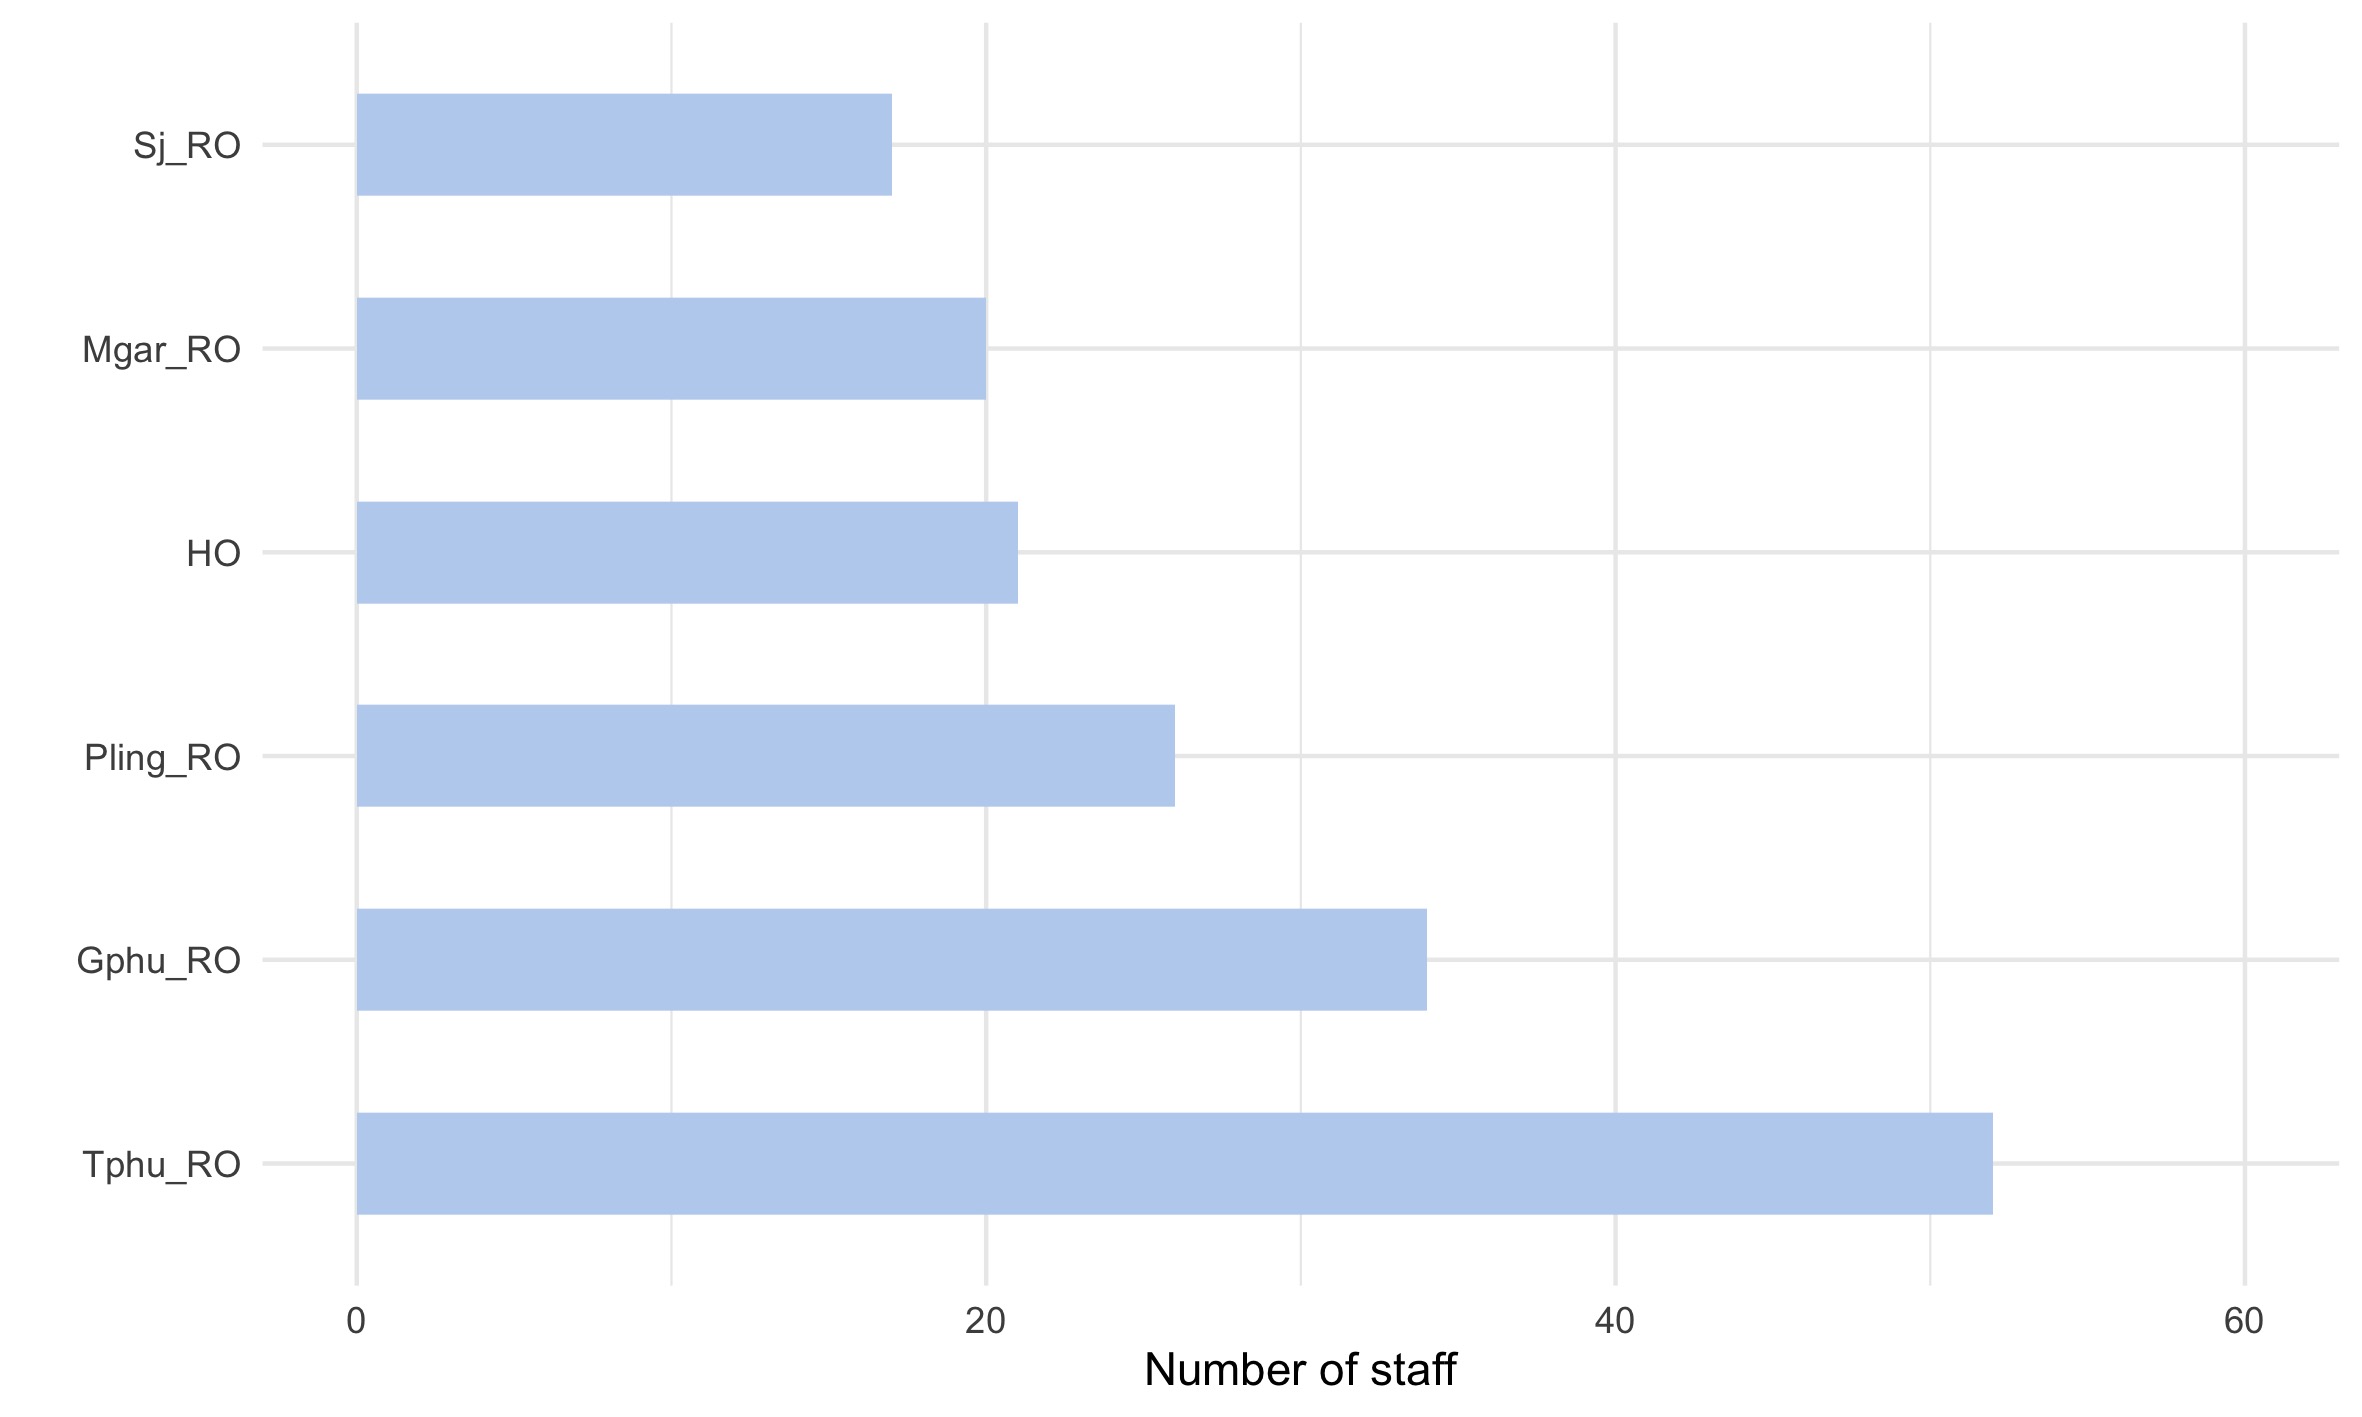 Sj_RO
Mgar_RO
HO
Pling_RO
Gphu_RO
Tphu_RO
0 20 40 60
Number of staff